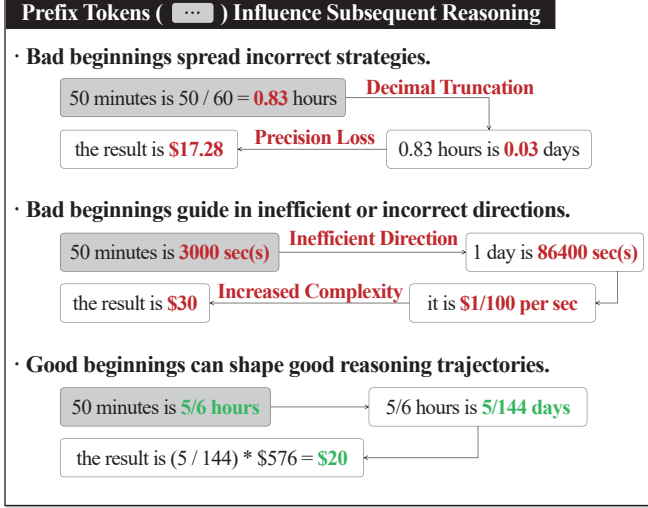 Prefix Tokens ( ... ) Influence Subsequent Reasoning
· Bad beginnings spread incorrect strategies.
50 minutes is 50 / 60 = 0.83 hours
Decimal Truncation
the result is $17.28
Precision Loss
0.83 hours is 0.03 days
· Bad beginnings guide in inefficient or incorrect directions.
50 minutes is 3000 sec(s)
Inefficient Direction
1 day is 86400 sec(s)
the result is $30
Increased Complexity
it is $1/100 per sec
· Good beginnings can shape good reasoning trajectories.
50 minutes is 5/6 hours
5/6 hours is 5/144 days
the result is (5 / 144) * $576 = $20